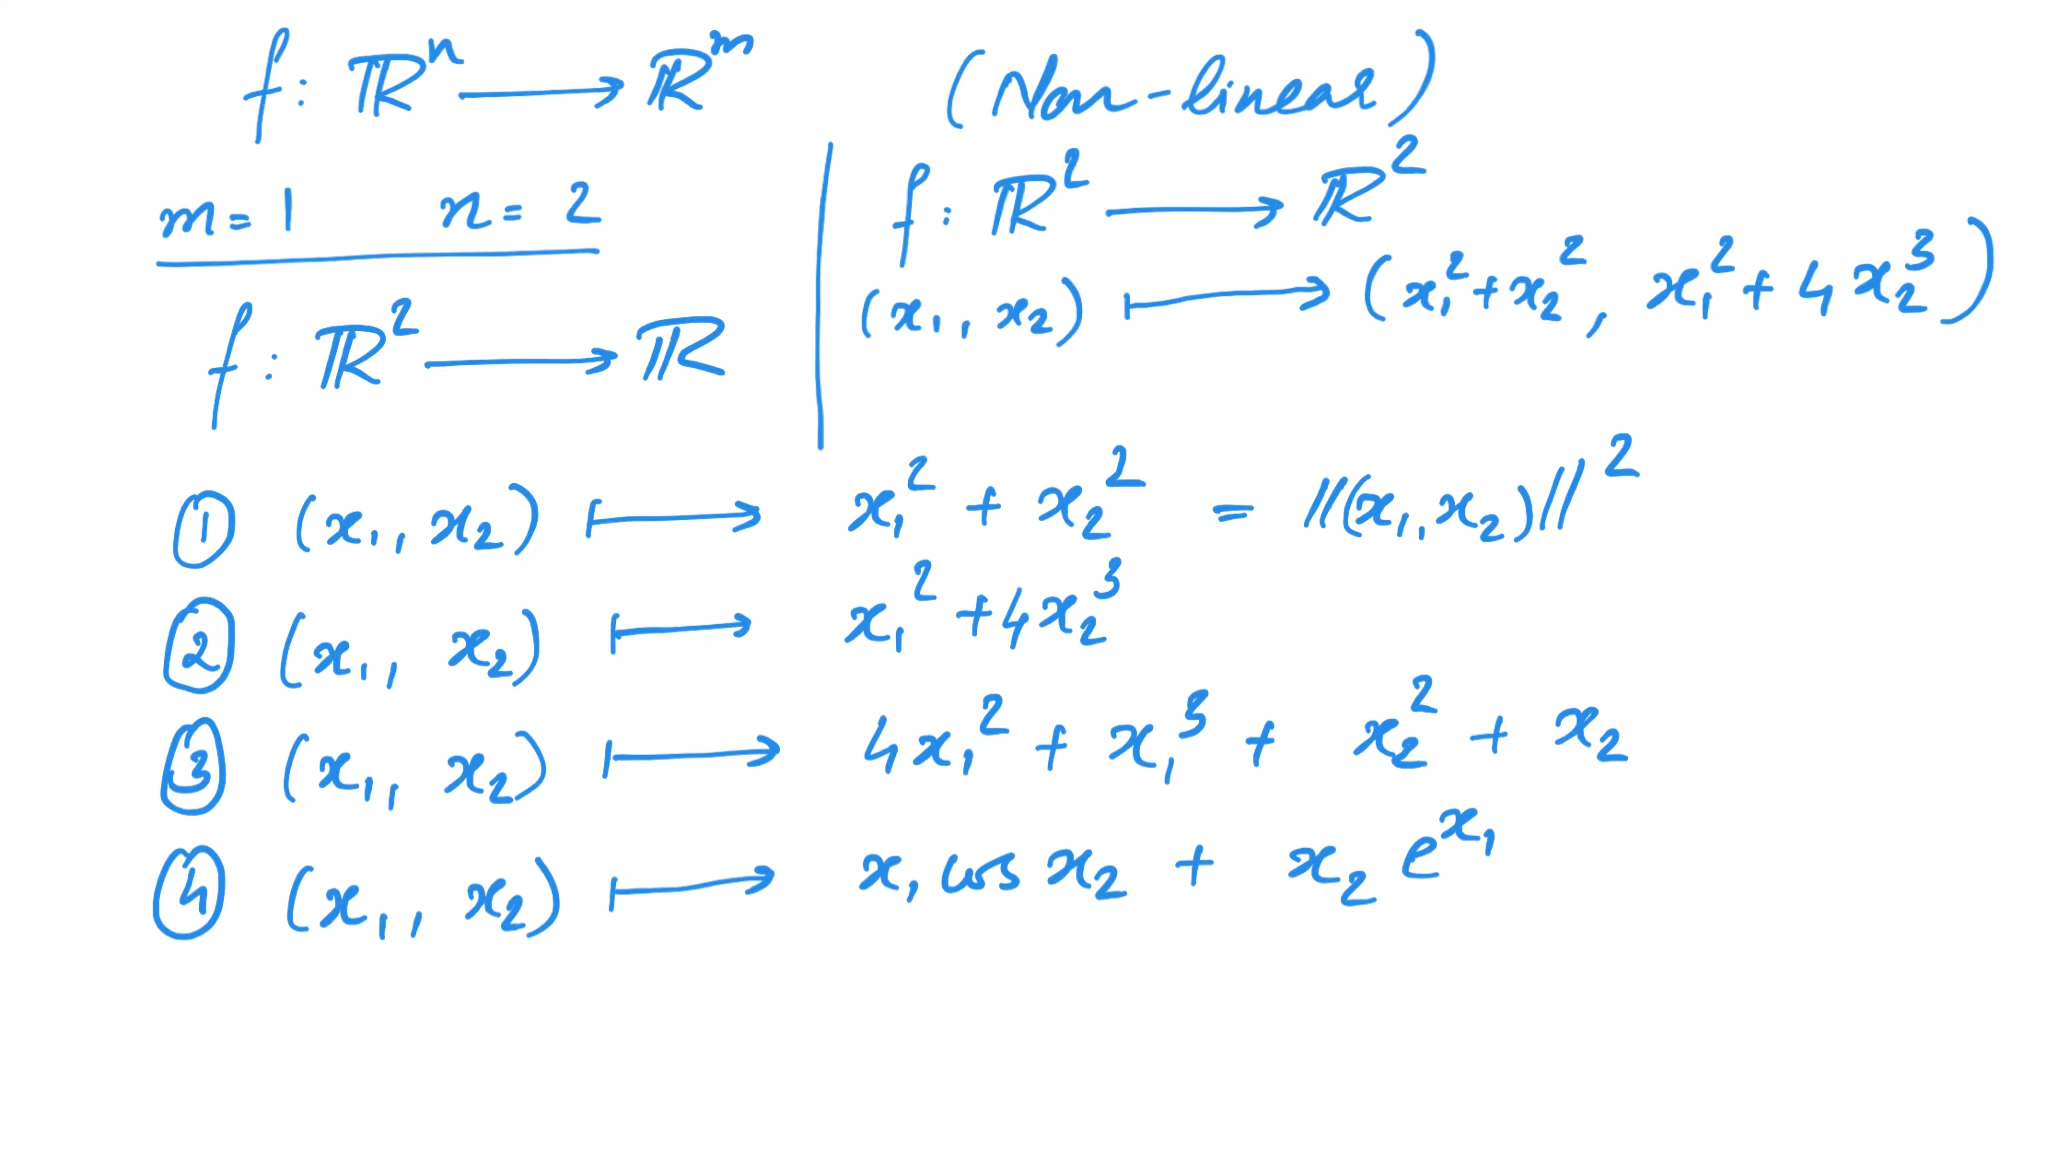 f: ℝⁿ ⟶ ℝᵐ (Non-linear)
m = 1 n = 2
f: ℝ² ⟶ ℝ
f: ℝ² ⟶ ℝ²
(x₁, x₂) ⟼ (x₁² + x₂², x₁² + 4x₂³)
① (x₁, x₂) ⟼ x₁² + x₂² = ||(x₁, x₂)||²
② (x₁, x₂) ⟼ x₁² + 4x₂³
③ (x₁, x₂) ⟼ 4x₁² + x₁³ + x₂² + x₂
④ (x₁, x₂) ⟼ x₁ cos x₂ + x₂ e^{x₁}